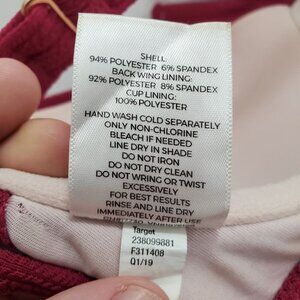 SHELL:
94% POLYESTER 6% SPANDEX
BACK WING LINING:
92% POLYESTER 8% SPANDEX
CUP LINING:
100% POLYESTER
HAND WASH COLD SEPARATELY
ONLY NON-CHLORINE
BLEACH IF NEEDED
LINE DRY IN SHADE
DO NOT IRON
DO NOT DRY CLEAN
DO NOT WRING OR TWIST
EXCESSIVELY
FOR BEST RESULTS
RINSE AND LINE DRY
IMMEDIATELY AFTER USE
Target
238099881
F311408
Q1/19